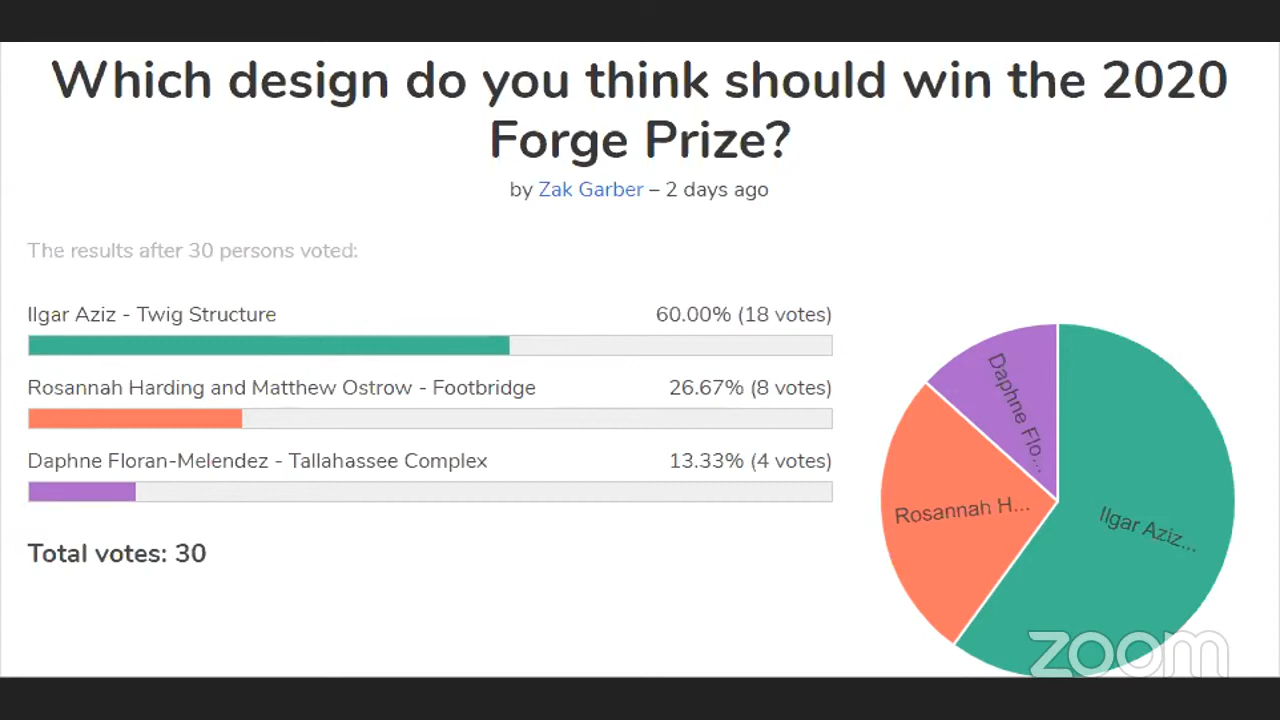 Which design do you think should win the 2020
Forge Prize?
by Zak Garber – 2 days ago
The results after 30 persons voted:
Ilgar Aziz - Twig Structure
60.00% (18 votes)
Rosannah Harding and Matthew Ostrow - Footbridge
26.67% (8 votes)
Daphne Floran-Melendez - Tallahassee Complex
13.33% (4 votes)
Total votes: 30
Daphne Flo...
Rosannah H...
Ilgar Aziz...
zoom